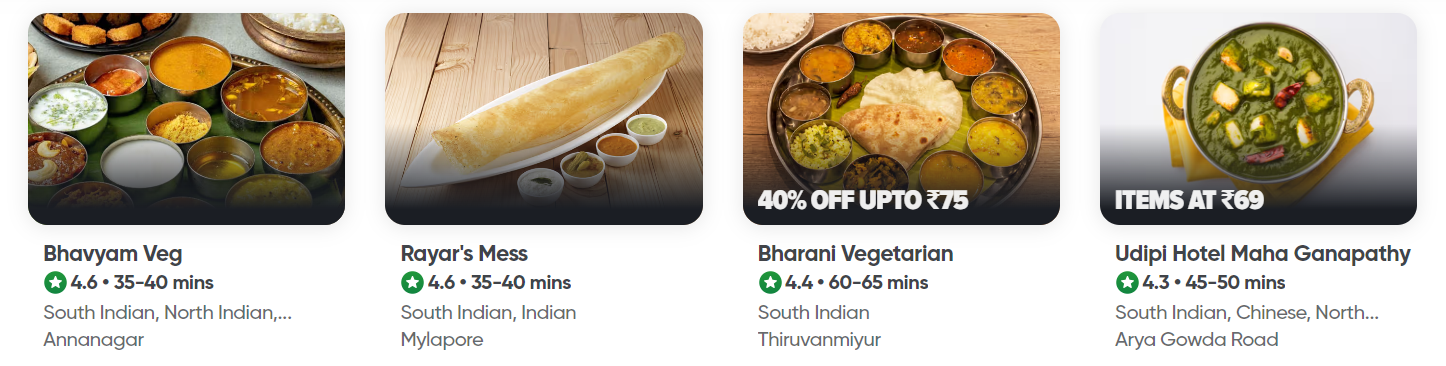 40% OFF UPTO ₹75
ITEMS AT ₹69
Bhavyam Veg
4.6 • 35-40 mins
South Indian, North Indian,...
Annanagar
Rayar's Mess
4.6 • 35-40 mins
South Indian, Indian
Mylapore
Bharani Vegetarian
4.4 • 60-65 mins
South Indian
Thiruvanmiyur
Udipi Hotel Maha Ganapathy
4.3 • 45-50 mins
South Indian, Chinese, North...
Arya Gowda Road